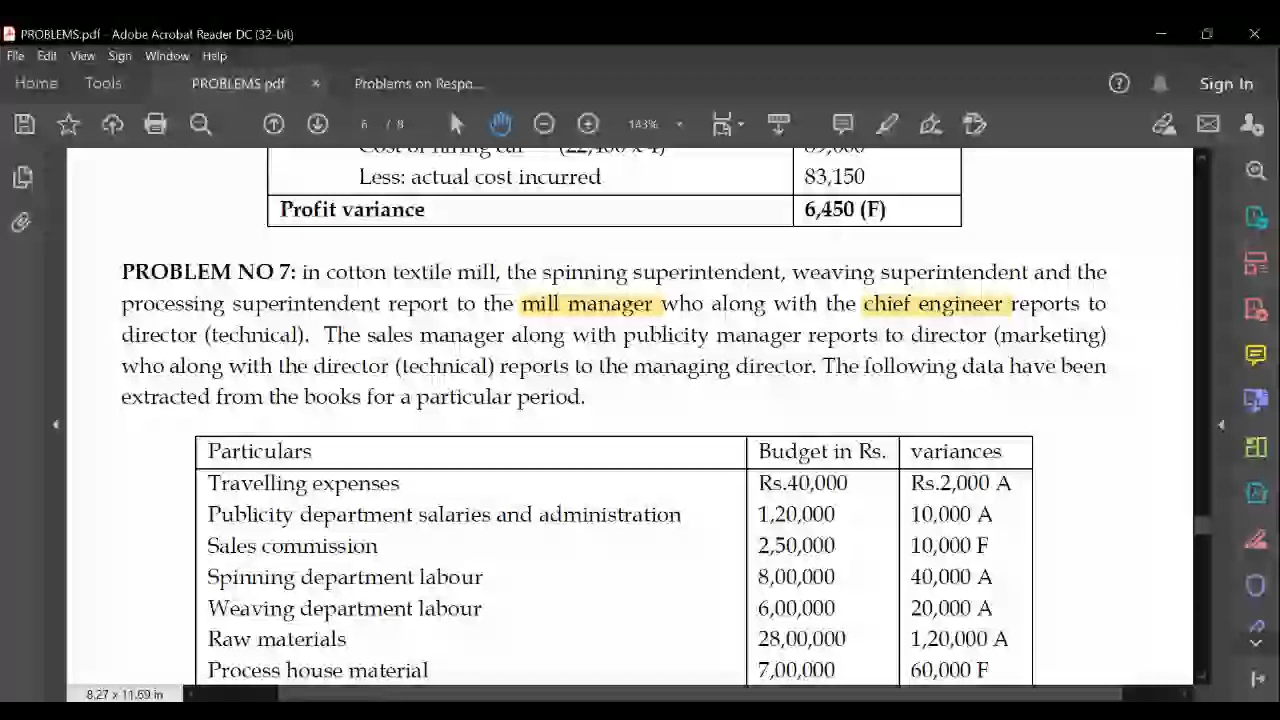 PROBLEMS.pdf - Adobe Acrobat Reader DC (32-bit)
File Edit View Sign Window Help
Home Tools PROBLEMS.pdf × Problems on Respo... Sign In
6 / 8 143%
Less: actual cost incurred 83,150
Profit variance 6,450 (F)
PROBLEM NO 7: in cotton textile mill, the spinning superintendent, weaving superintendent and the
processing superintendent report to the mill manager who along with the chief engineer reports to
director (technical). The sales manager along with publicity manager reports to director (marketing)
who along with the director (technical) reports to the managing director. The following data have been
extracted from the books for a particular period.
Particulars Budget in Rs. variances
Travelling expenses Rs.40,000 Rs.2,000 A
Publicity department salaries and administration 1,20,000 10,000 A
Sales commission 2,50,000 10,000 F
Spinning department labour 8,00,000 40,000 A
Weaving department labour 6,00,000 20,000 A
Raw materials 28,00,000 1,20,000 A
Process house material 7,00,000 60,000 F
8.27 x 11.69 in